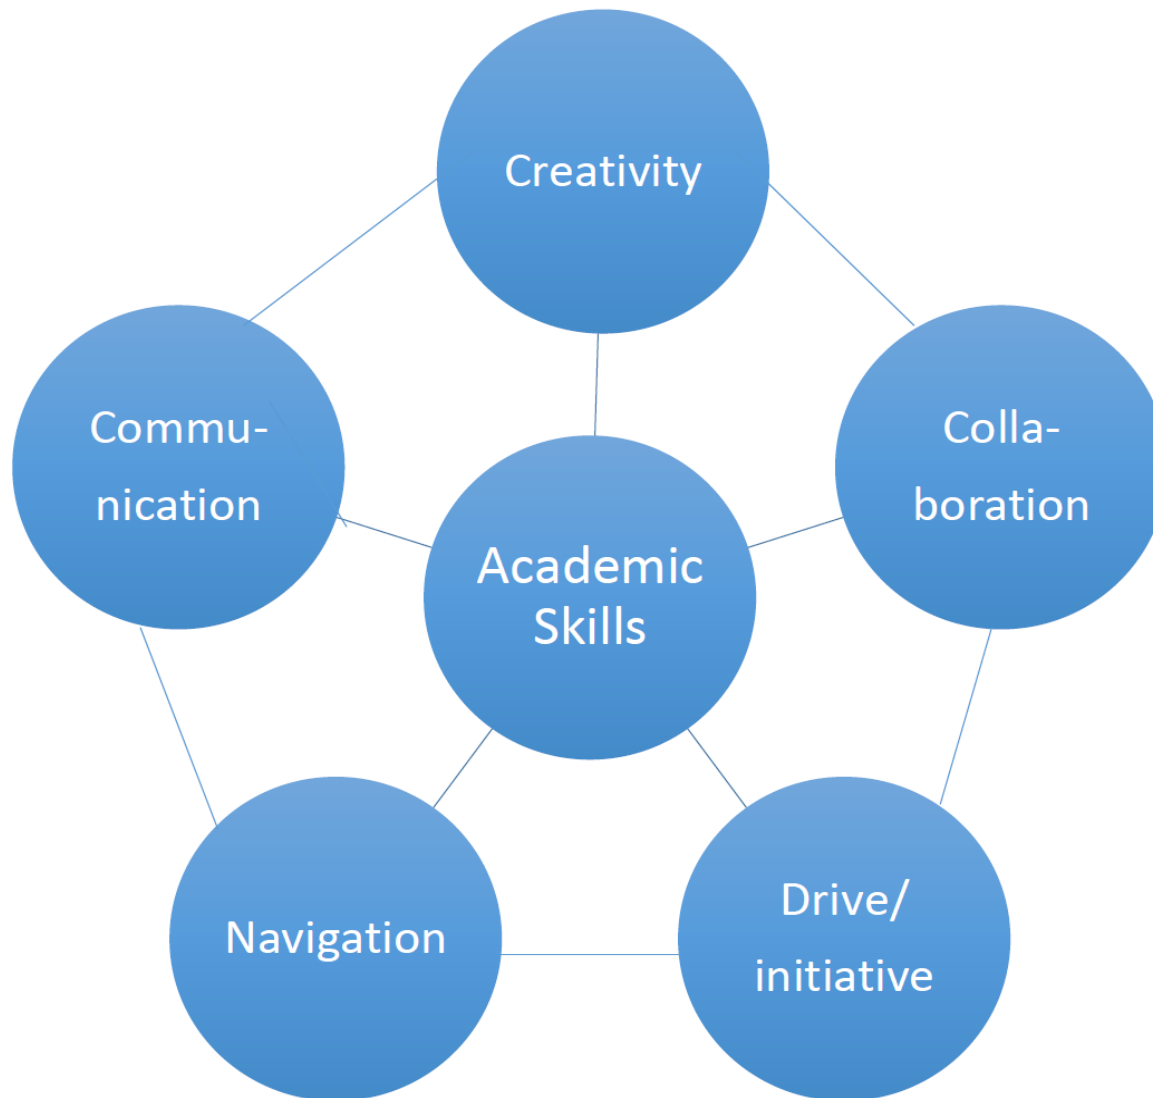 Creativity
Commu-
nication
Colla-
boration
Academic
Skills
Navigation
Drive/
initiative